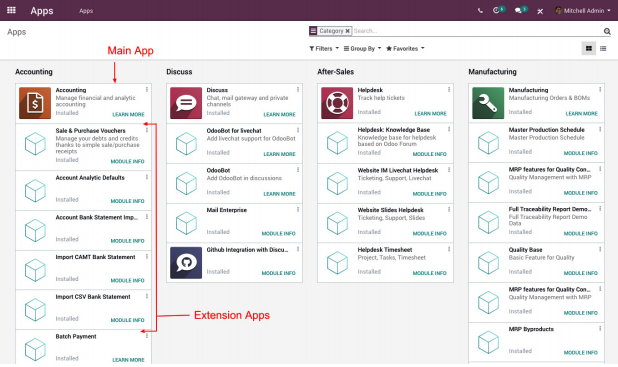 Apps
Apps
Mitchell Admin
Apps
Category
Search...
Filters
Group By
Favorites
Main App
Accounting
Accounting
Manage financial and analytic
accounting
Installed
LEARN MORE
Sale & Purchase Vouchers
Manage your debts and credits
thanks to simple sale/purchase
receipts
Installed
MODULE INFO
Account Analytic Defaults
Installed
MODULE INFO
Account Bank Statement Imp...
Installed
MODULE INFO
Import CAMT Bank Statement
Installed
MODULE INFO
Import CSV Bank Statement
Installed
MODULE INFO
Batch Payment
Installed
LEARN MORE
Extension Apps
Discuss
Discuss
Chat, mail gateway and private
channels
Installed
LEARN MORE
OdooBot for livechat
Add livechat support for OdooBot
Installed
LEARN MORE
OdooBot
Add OdooBot in discussions
Installed
LEARN MORE
Mail Enterprise
Installed
MODULE INFO
Github Integration with Discu...
Installed
MODULE INFO
After-Sales
Helpdesk
Track help tickets
Installed
LEARN MORE
Helpdesk: Knowledge Base
Knowledge base for helpdesk
based on Odoo Forum
Installed
MODULE INFO
Website IM Livechat Helpdesk
Ticketing, Support, Livechat
Installed
MODULE INFO
Website Slides Helpdesk
Ticketing, Support, Slides
Installed
MODULE INFO
Helpdesk Timesheet
Project, Tasks, Timesheet
Installed
MODULE INFO
Manufacturing
Manufacturing
Manufacturing Orders & BOMs
Installed
LEARN MORE
Master Production Schedule
Master Production Schedule
Installed
MODULE INFO
MRP features for Quality Con...
Quality Management with MRP
Installed
MODULE INFO
Full Traceability Report Demo...
Full Traceability Report Demo
Data
Installed
MODULE INFO
Quality Base
Basic Feature for Quality
Installed
MODULE INFO
MRP features for Quality Con...
Quality Management with MRP
Installed
MODULE INFO
MRP Byproducts
Installed
MODULE INFO